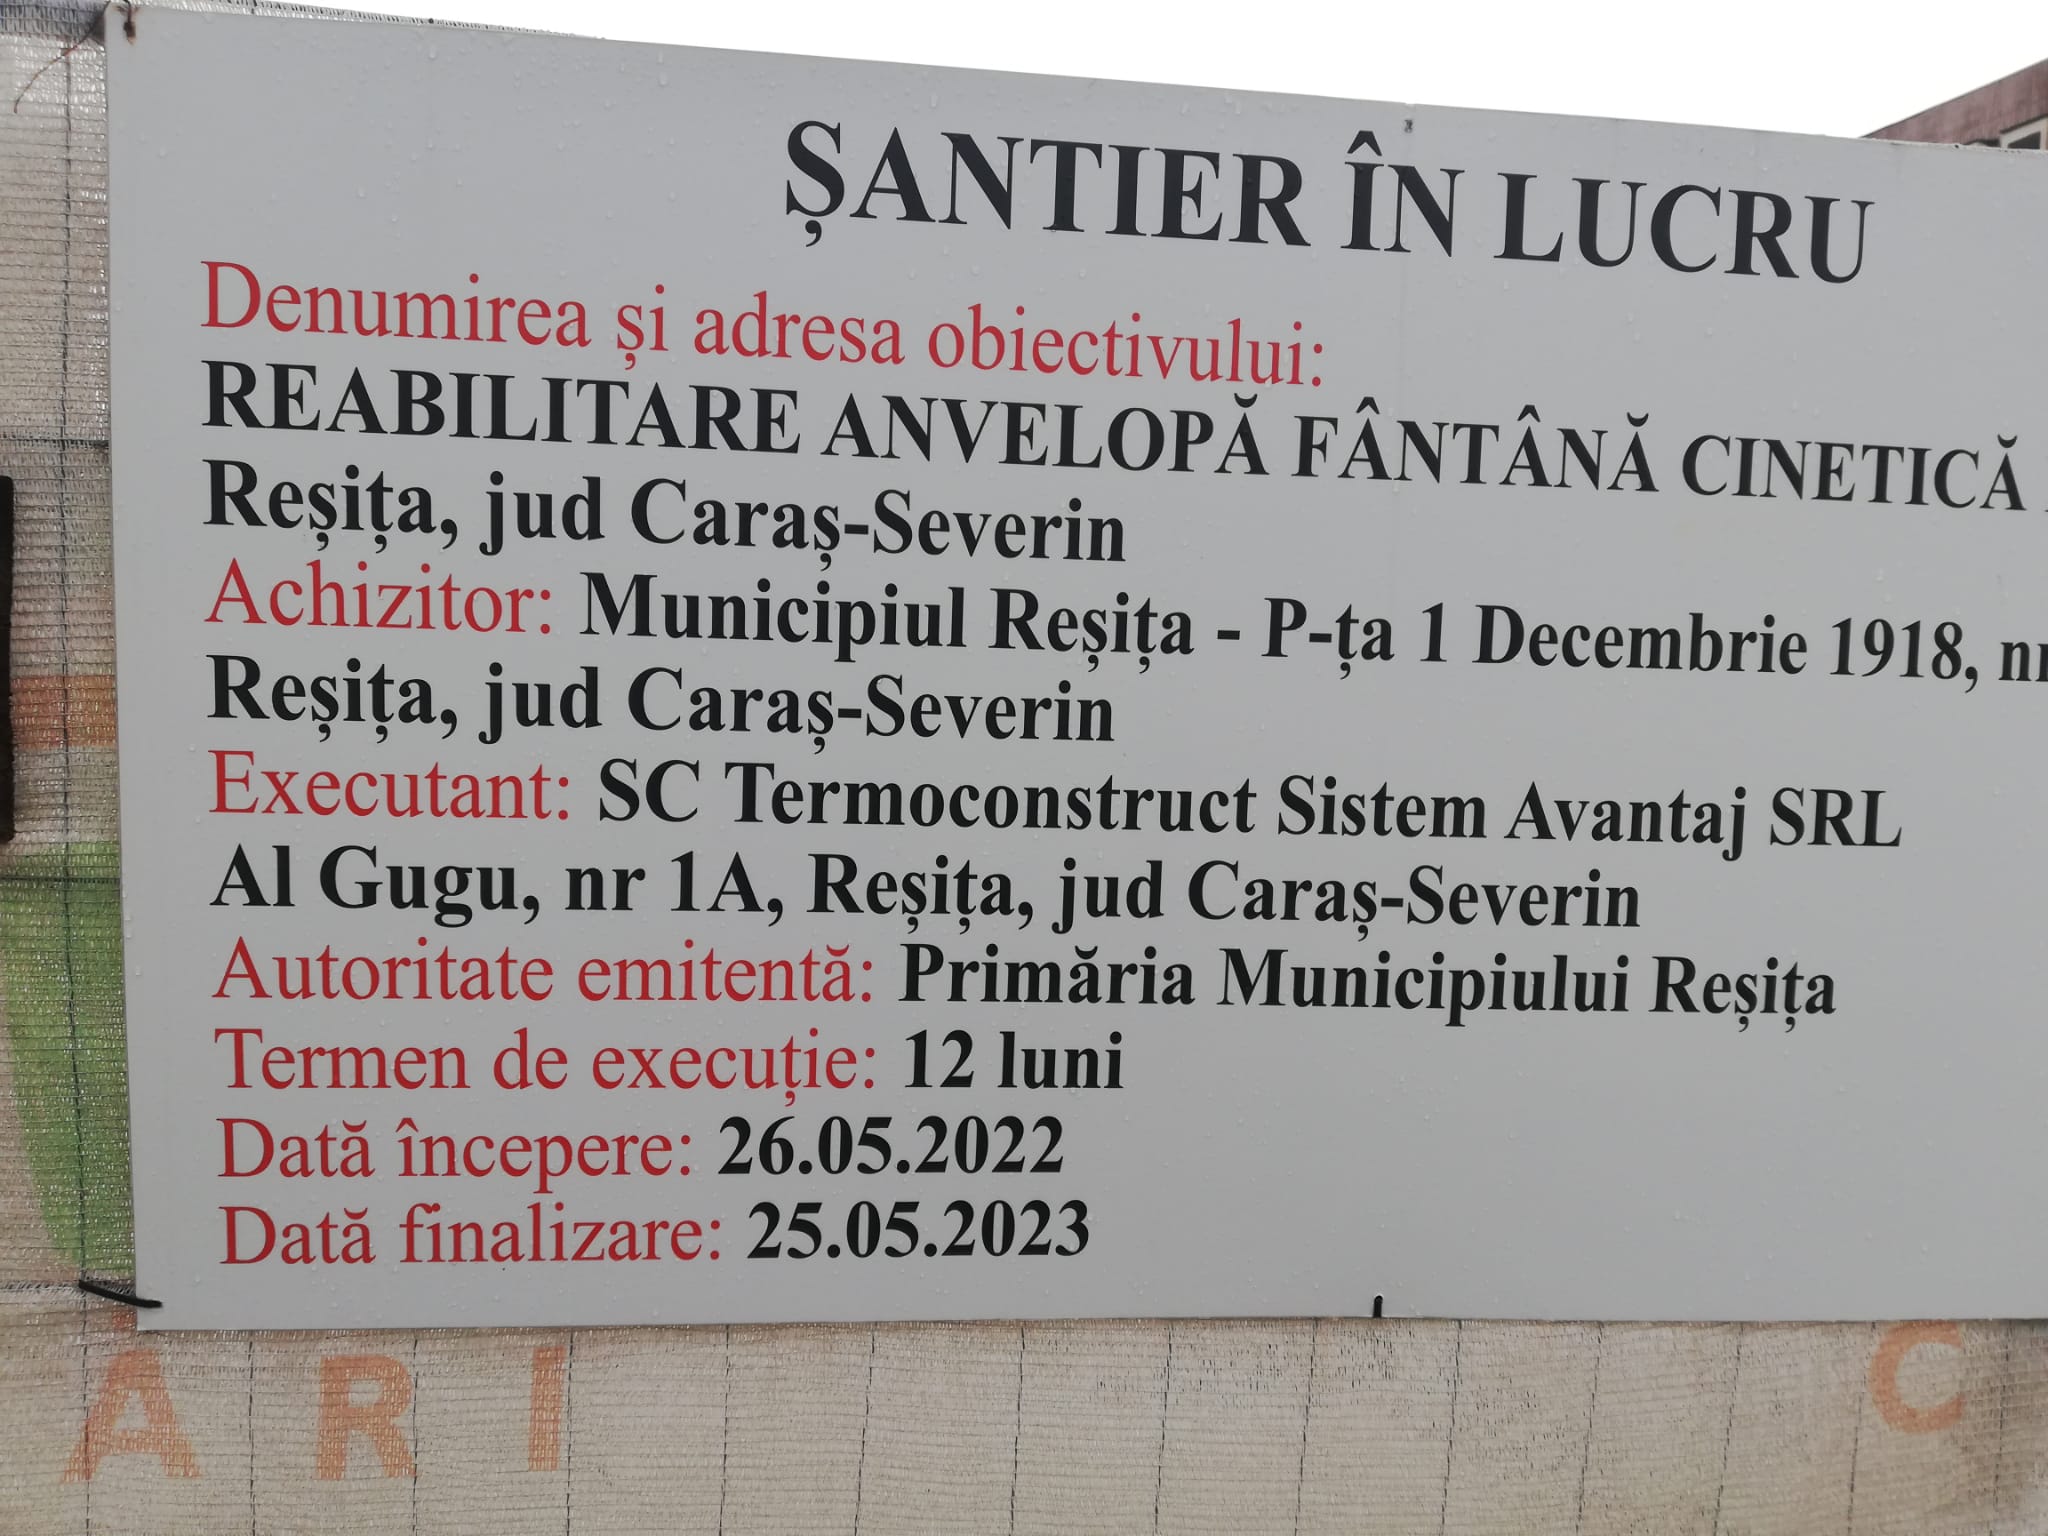 ȘANTIER ÎN LUCRU
Denumirea și adresa obiectivului:
REABILITARE ANVELOPĂ FÂNTÂNĂ CINETICĂ
Reșița, jud Caraș-Severin
Achizitor: Municipiul Reșița - P-ța 1 Decembrie 1918, nr
Reșița, jud Caraș-Severin
Executant: SC Termoconstruct Sistem Avantaj SRL
Al Gugu, nr 1A, Reșița, jud Caraș-Severin
Autoritate emitentă: Primăria Municipiului Reșița
Termen de execuție: 12 luni
Dată începere: 26.05.2022
Dată finalizare: 25.05.2023
ARI C